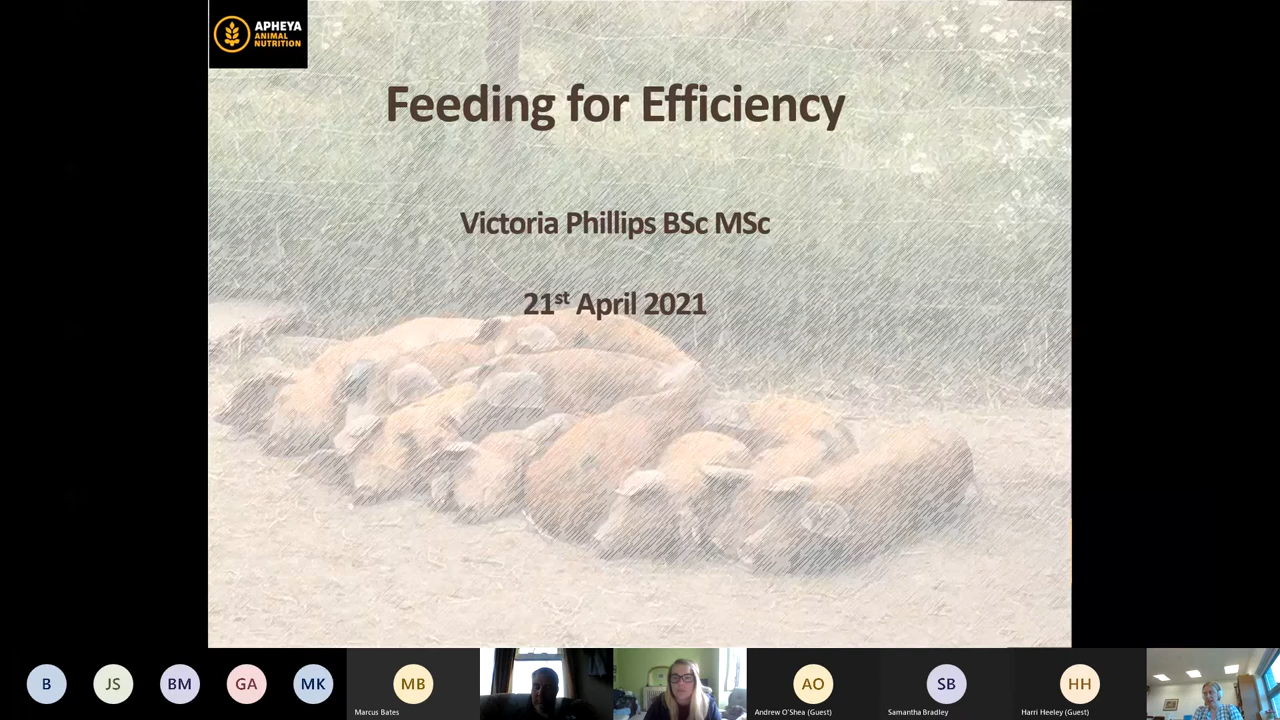 APHEYA
ANIMAL
NUTRITION
Feeding for Efficiency
Victoria Phillips BSc MSc
21st April 2021
B
JS
BM
GA
MK
MB
AO
SB
HH
Marcus Bates
Andrew O'Shea (Guest)
Samantha Bradley
Harri Heeley (Guest)